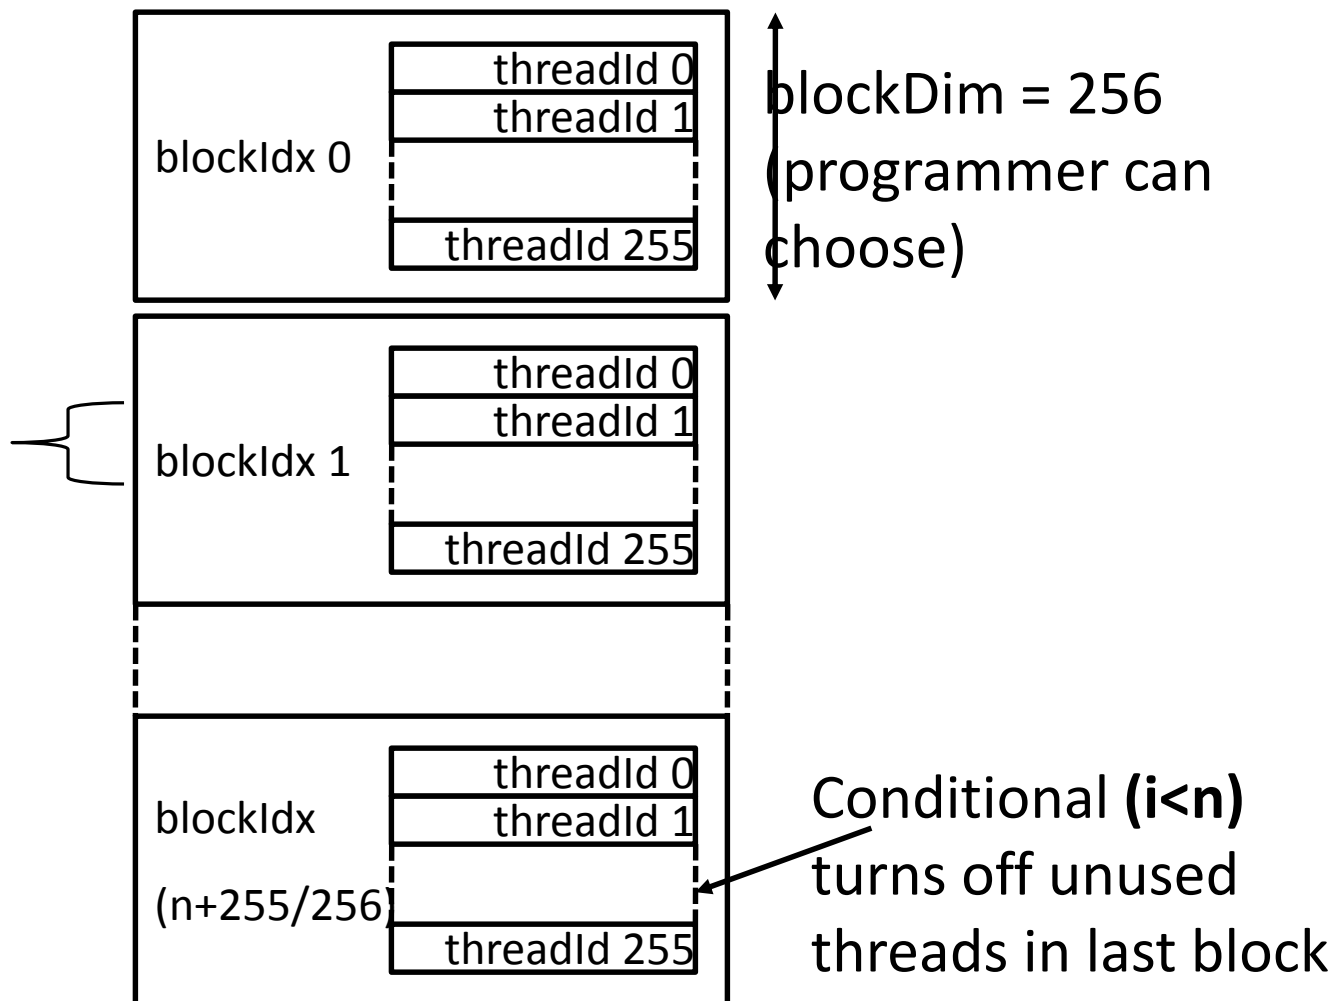 threadId 0
threadId 1
blockIdx 0
threadId 255
blockDim = 256
(programmer can
choose)
threadId 0
threadId 1
blockIdx 1
threadId 255
threadId 0
threadId 1
blockIdx
(n+255/256)
threadId 255
Conditional (i<n)
turns off unused
threads in last block